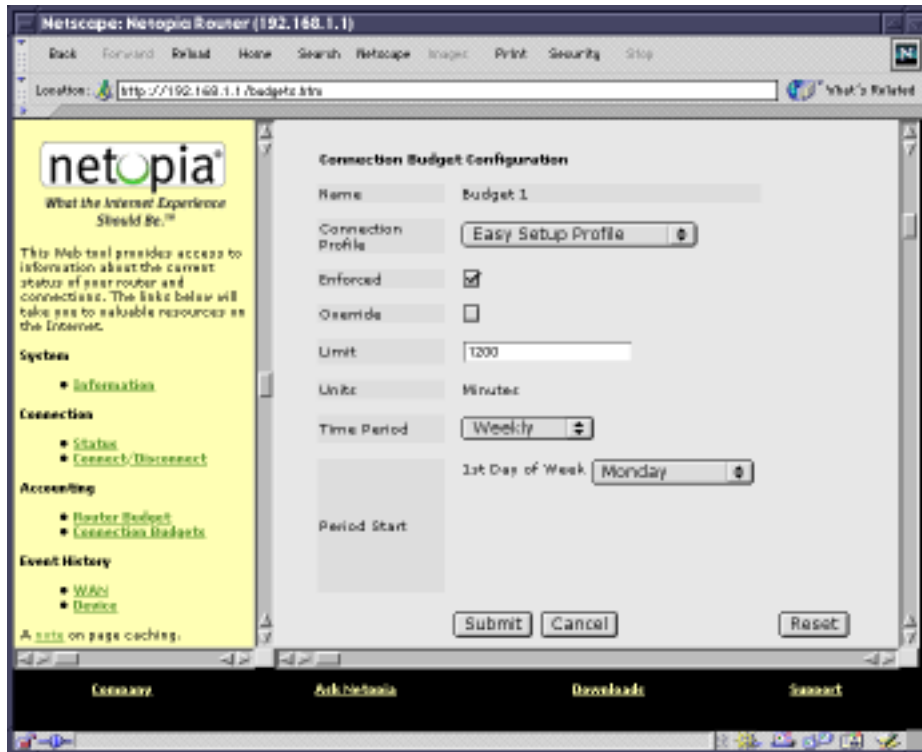 Netscape: Netopia Router (192.168.1.1)
Back Forward Reload Home Search Netscape Images Print Security Stop
N
Location: http://192.168.1.1/budgets.htm What's Related
netopia
What the Internet Experience
Should Be.™
This Web tool provides access to
information about the current
status of your router and
connections. The links below will
take you to valuable resources on
the Internet.
System
Information
Connection
Status
Connect/Disconnect
Accounting
Router Budget
Connection Budgets
Event History
WAN
Device
A note on page caching.
Connection Budget Configuration
Name Budget 1
Connection
Profile
Easy Setup Profile
Enforced
Override
Limit 1200
Units Minutes
Time Period Weekly
1st Day of Week Monday
Period Start
Submit Cancel Reset
Company Ask Netopia Downloads Support